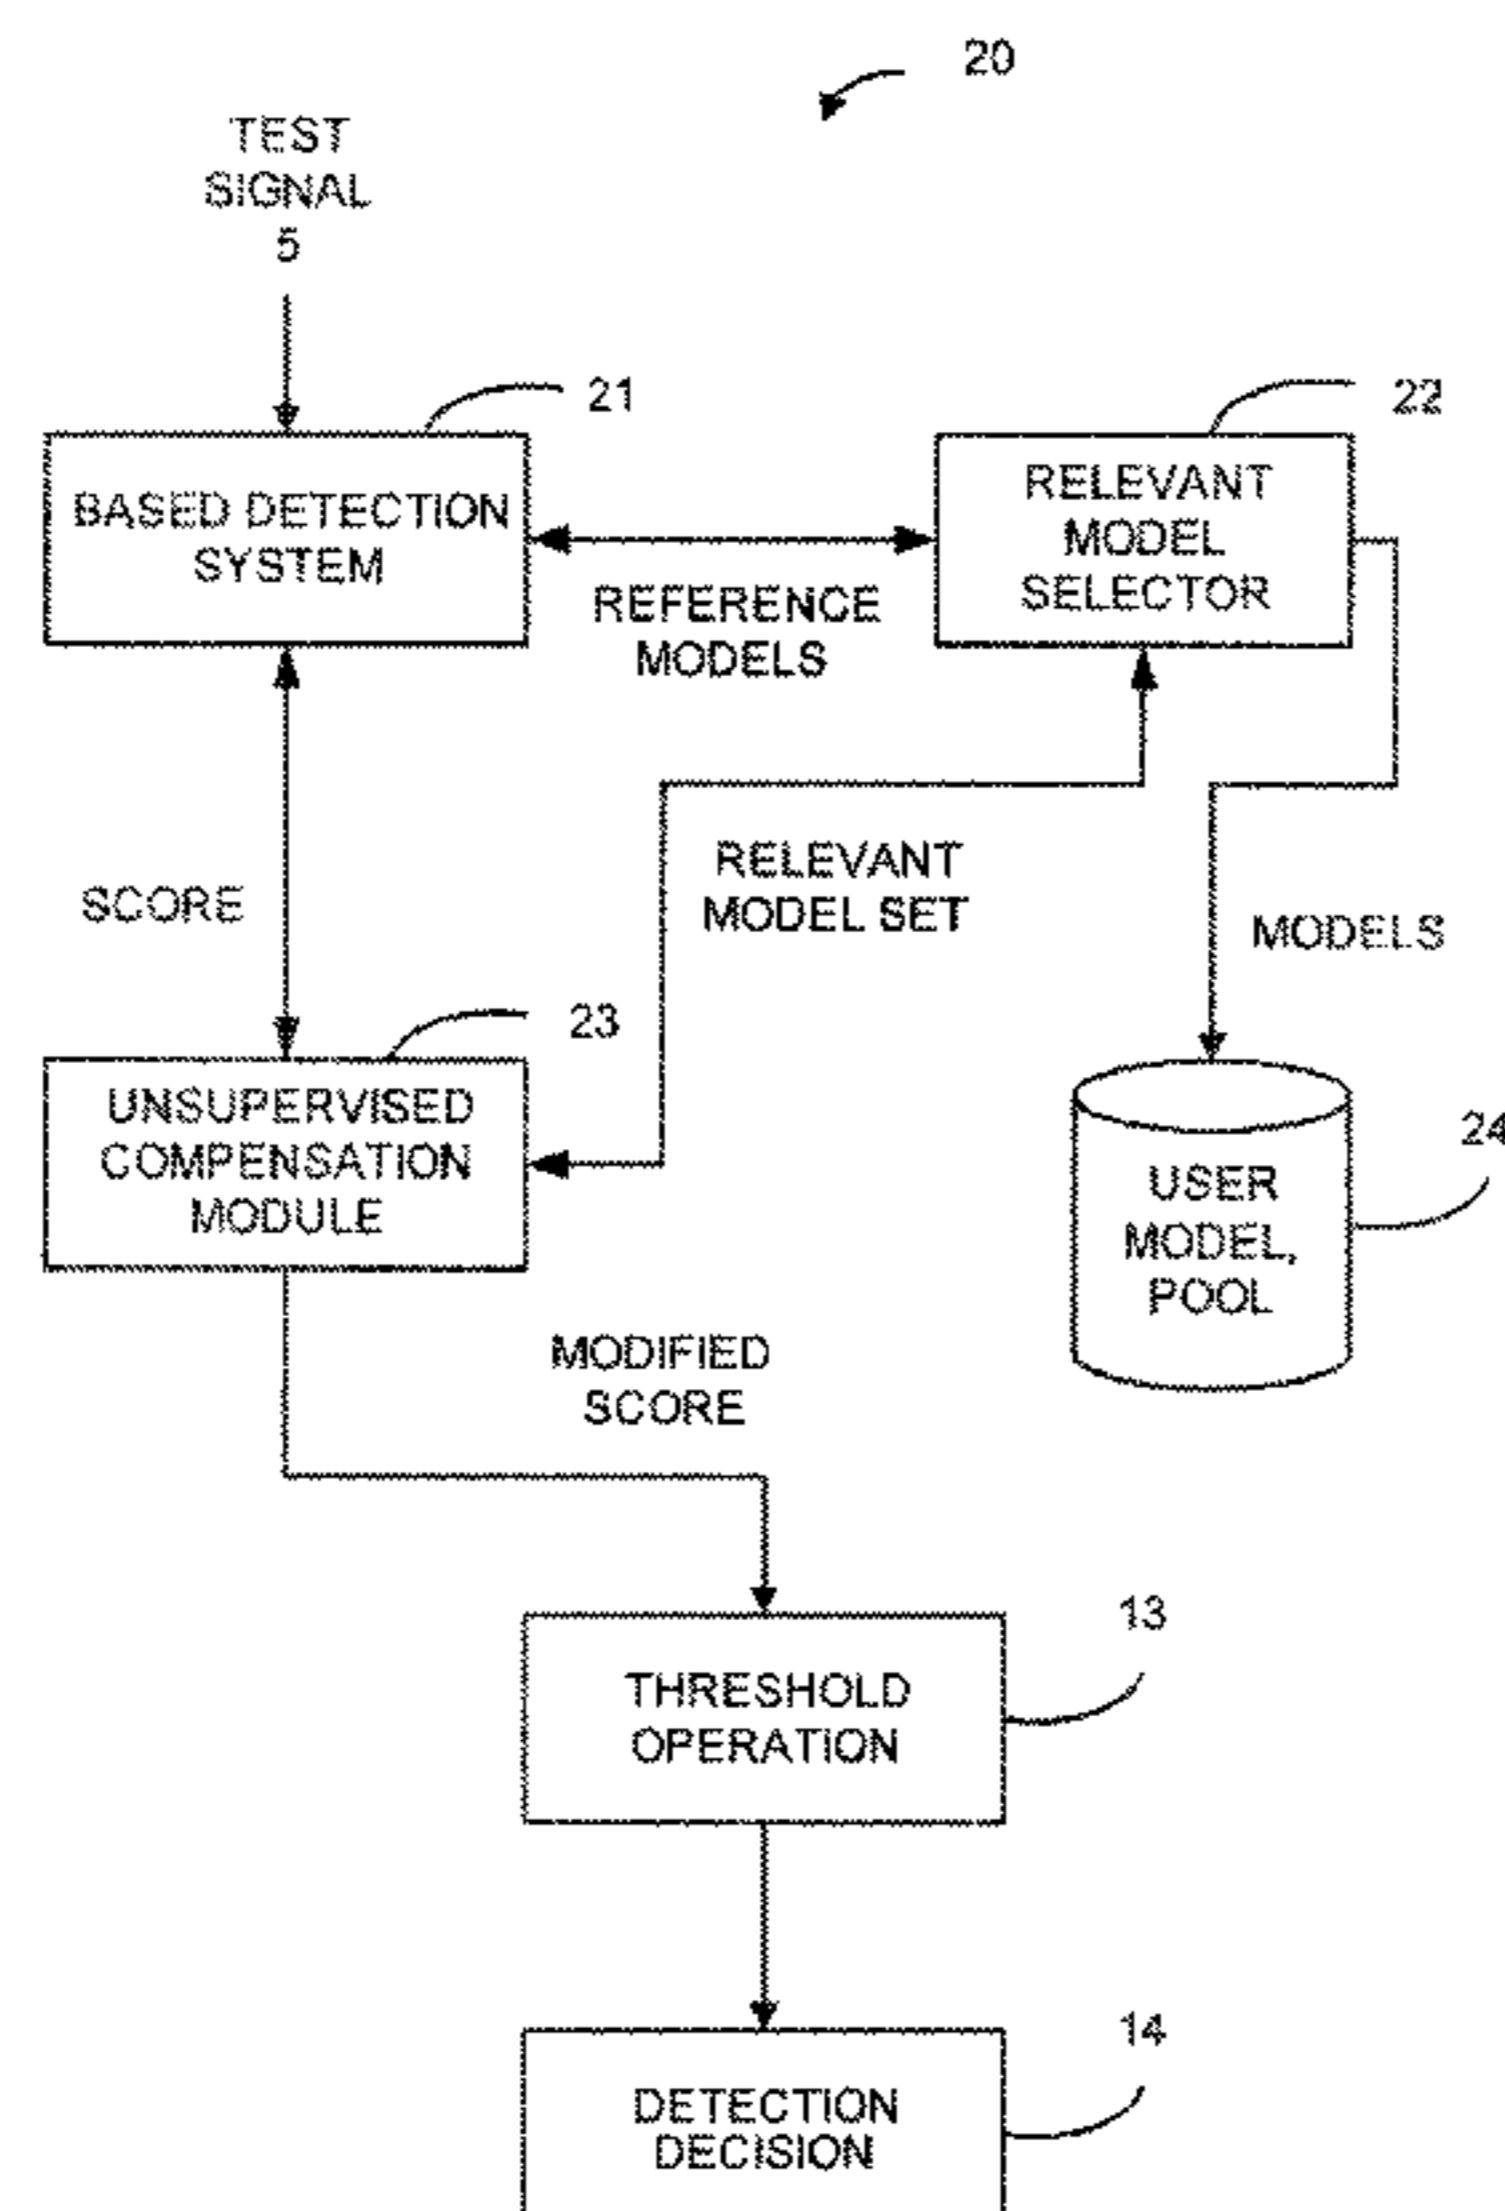 20
TEST
SIGNAL
5
21
22
BASED DETECTION
SYSTEM
RELEVANT
MODEL
SELECTOR
REFERENCE
MODELS
RELEVANT
MODEL SET
SCORE
MODELS
23
UNSUPERVISED
COMPENSATION
MODULE
24
USER
MODEL,
POOL
MODIFIED
SCORE
13
THRESHOLD
OPERATION
14
DETECTION
DECISION